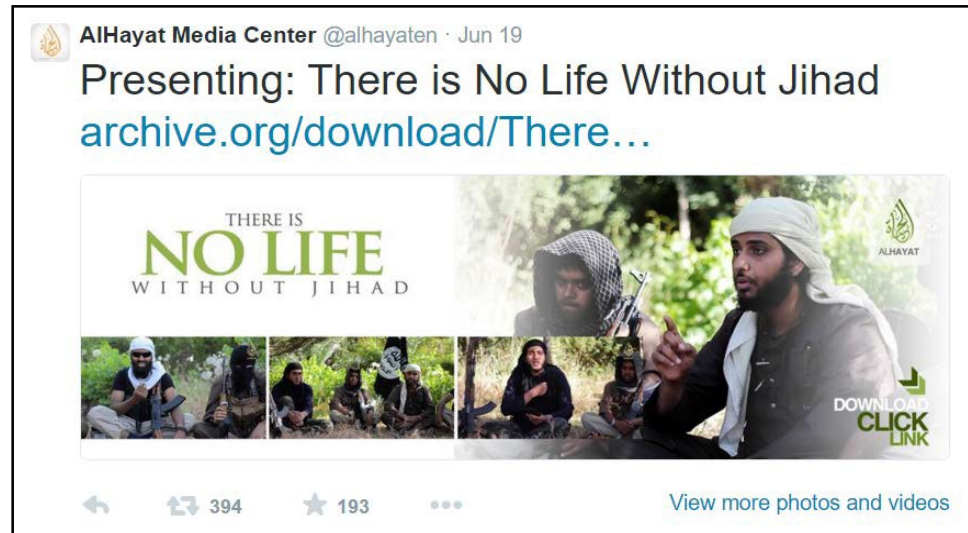 AlHayat Media Center @alhayaten · Jun 19
Presenting: There is No Life Without Jihad
archive.org/download/There…
THERE IS
NO LIFE
WITHOUT JIHAD
ALHAYAT
DOWNLOAD
CLICK
LINK
394
193
View more photos and videos